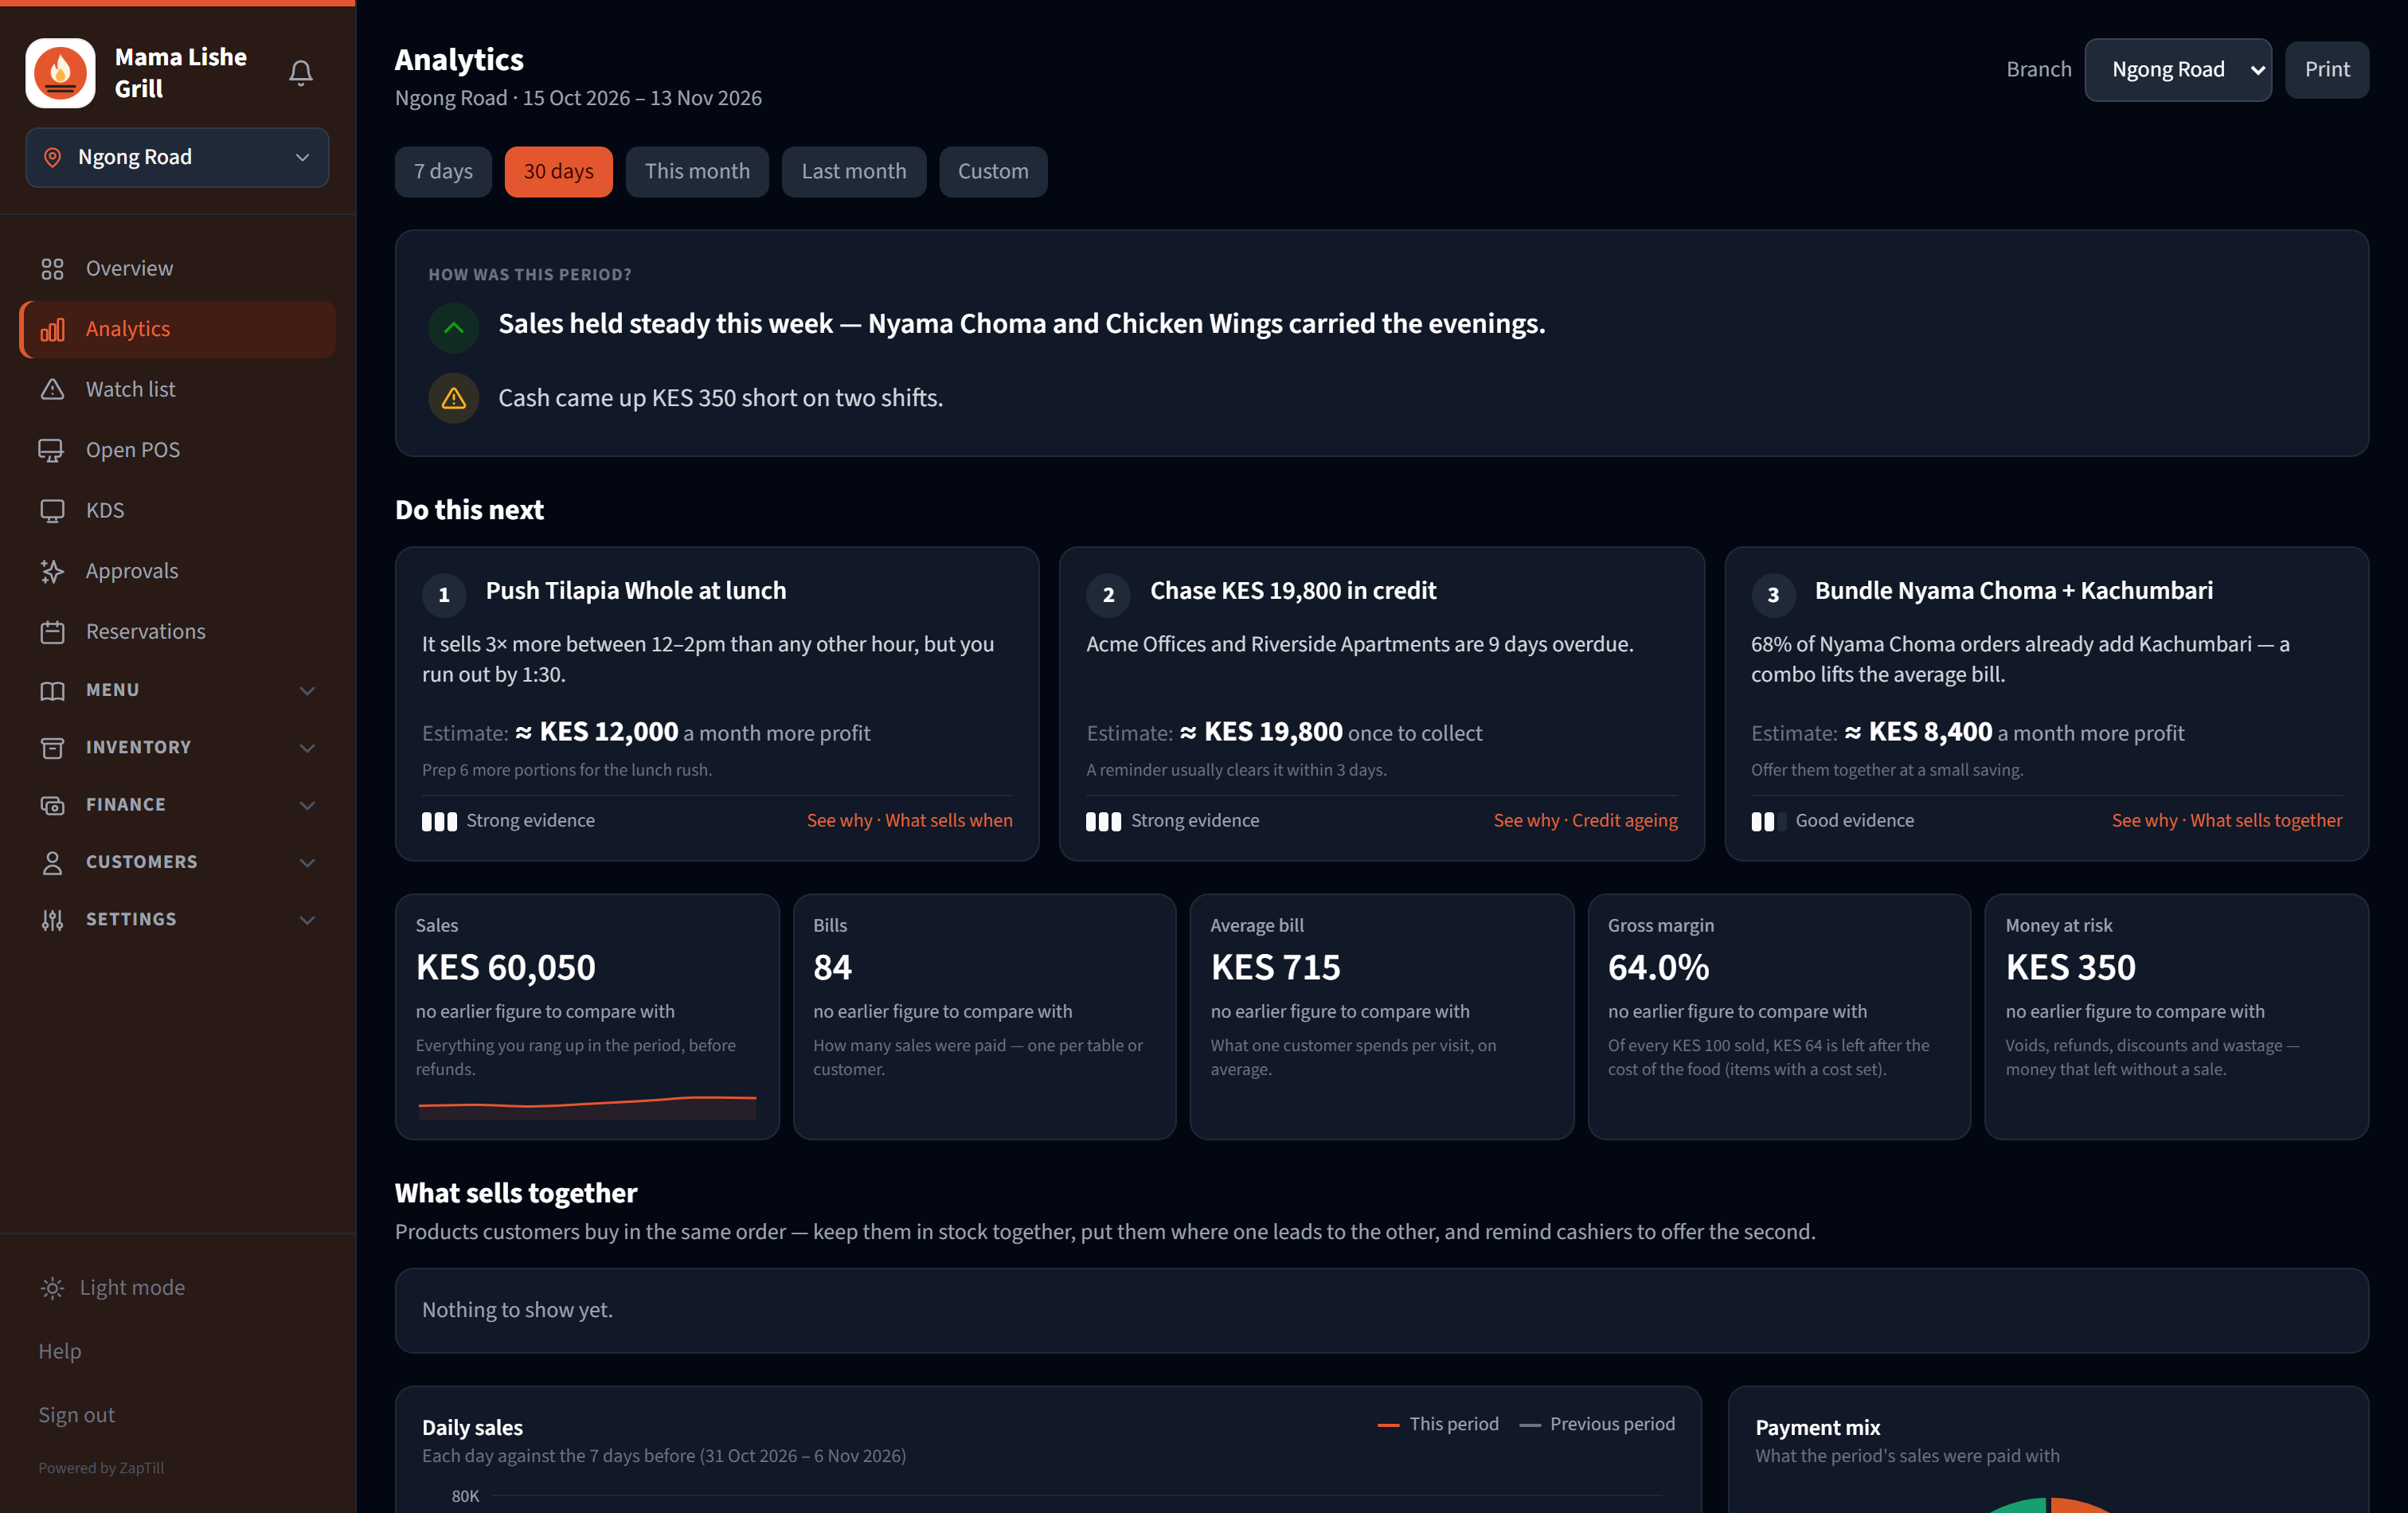 Mama Lishe
Grill
Ngong Road
Overview
Analytics
Watch list
Open POS
KDS
Approvals
Reservations
MENU
INVENTORY
FINANCE
CUSTOMERS
SETTINGS
Light mode
Help
Sign out
Powered by ZapTill
Analytics
Ngong Road · 15 Oct 2026 – 13 Nov 2026
Branch
Ngong Road
Print
7 days
30 days
This month
Last month
Custom
HOW WAS THIS PERIOD?
Sales held steady this week — Nyama Choma and Chicken Wings carried the evenings.
Cash came up KES 350 short on two shifts.
Do this next
1
Push Tilapia Whole at lunch
It sells 3× more between 12–2pm than any other hour, but you
run out by 1:30.
Estimate: ≈ KES 12,000 a month more profit
Prep 6 more portions for the lunch rush.
Strong evidence
See why · What sells when
2
Chase KES 19,800 in credit
Acme Offices and Riverside Apartments are 9 days overdue.
Estimate: ≈ KES 19,800 once to collect
A reminder usually clears it within 3 days.
Strong evidence
See why · Credit ageing
3
Bundle Nyama Choma + Kachumbari
68% of Nyama Choma orders already add Kachumbari — a
combo lifts the average bill.
Estimate: ≈ KES 8,400 a month more profit
Offer them together at a small saving.
Good evidence
See why · What sells together
Sales
KES 60,050
no earlier figure to compare with
Everything you rang up in the period, before
refunds.
Bills
84
no earlier figure to compare with
How many sales were paid — one per table or
customer.
Average bill
KES 715
no earlier figure to compare with
What one customer spends per visit, on
average.
Gross margin
64.0%
no earlier figure to compare with
Of every KES 100 sold, KES 64 is left after the
cost of the food (items with a cost set).
Money at risk
KES 350
no earlier figure to compare with
Voids, refunds, discounts and wastage —
money that left without a sale.
What sells together
Products customers buy in the same order — keep them in stock together, put them where one leads to the other, and remind cashiers to offer the second.
Nothing to show yet.
Daily sales
Each day against the 7 days before (31 Oct 2026 – 6 Nov 2026)
This period
Previous period
80K
Payment mix
What the period's sales were paid with